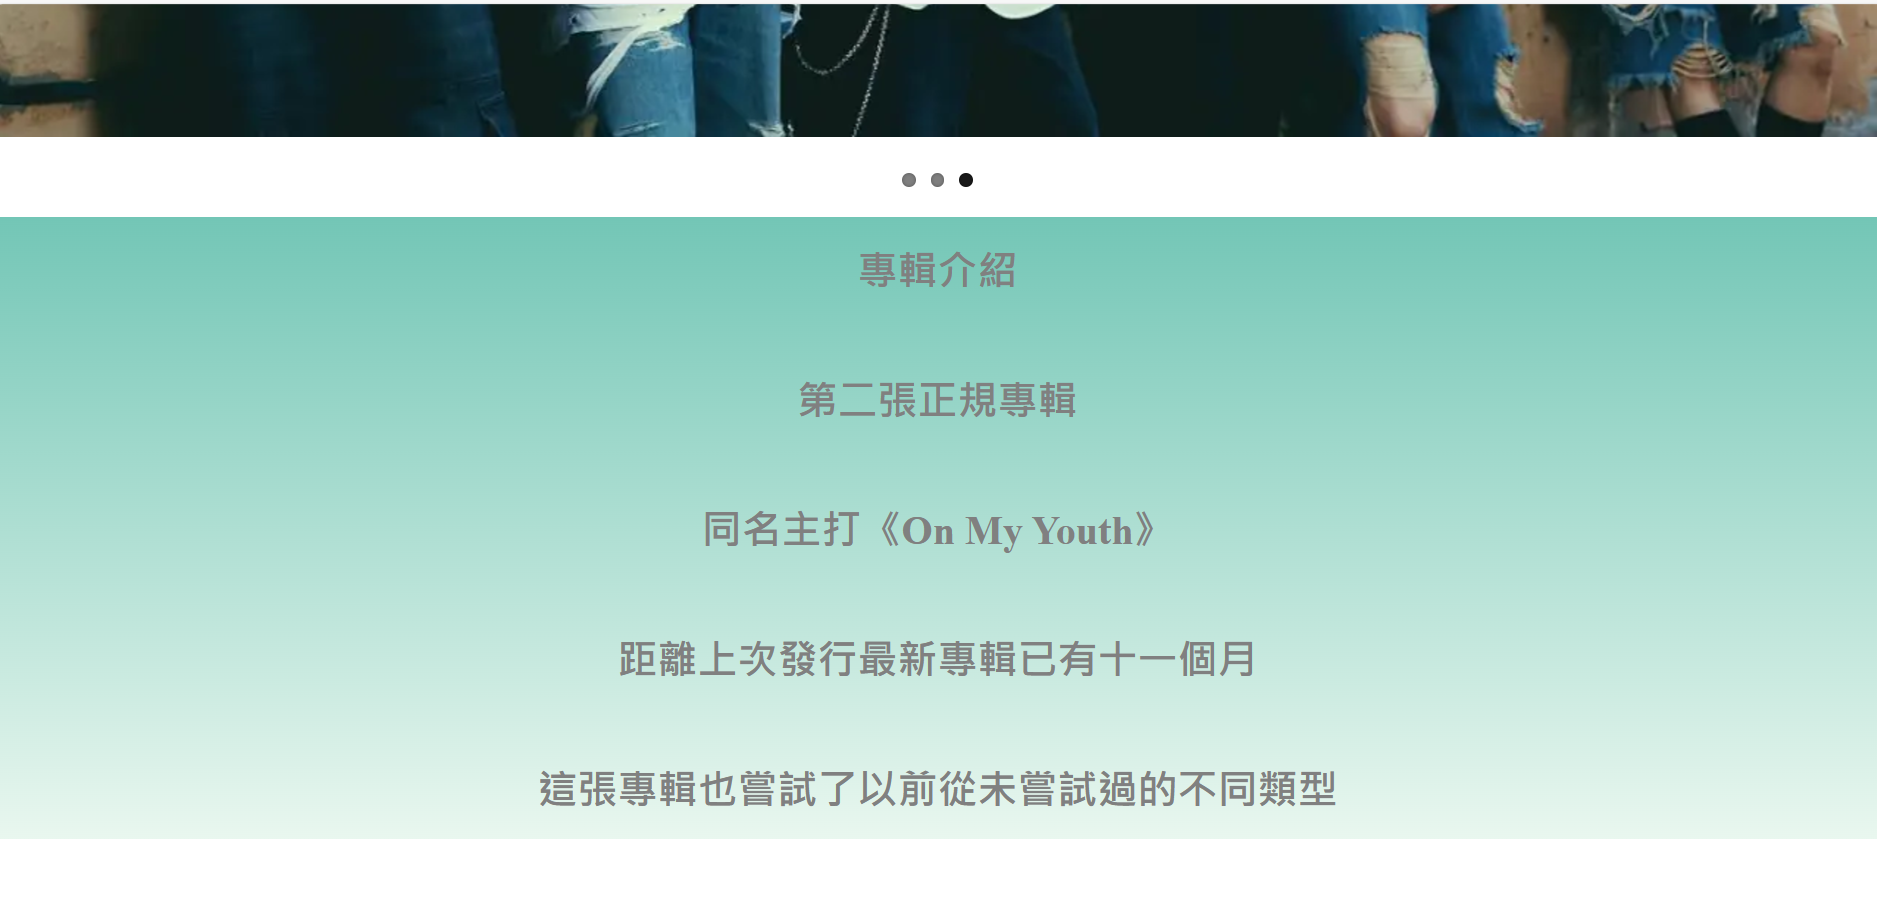 專輯介紹
第二張正規專輯
同名主打《On My Youth》
距離上次發行最新專輯已有十一個月
這張專輯也嘗試了以前從未嘗試過的不同類型